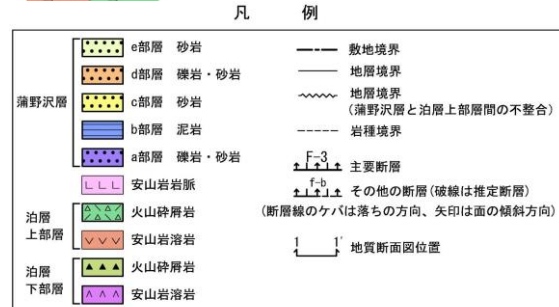 凡 例
蒲野沢層
e部層 砂岩
d部層 礫岩・砂岩
c部層 砂岩
b部層 泥岩
a部層 礫岩・砂岩
安山岩岩脈
泊層
上部層
火山砕屑岩
安山岩溶岩
泊層
下部層
火山砕屑岩
安山岩溶岩
敷地境界
地層境界
地層境界
(蒲野沢層と泊層上部層間の不整合)
岩種境界
F-3 主要断層
f-b その他の断層(破線は推定断層)
(断層線のケバは落ちの方向、矢印は面の傾斜方向)
1 1' 地質断面図位置